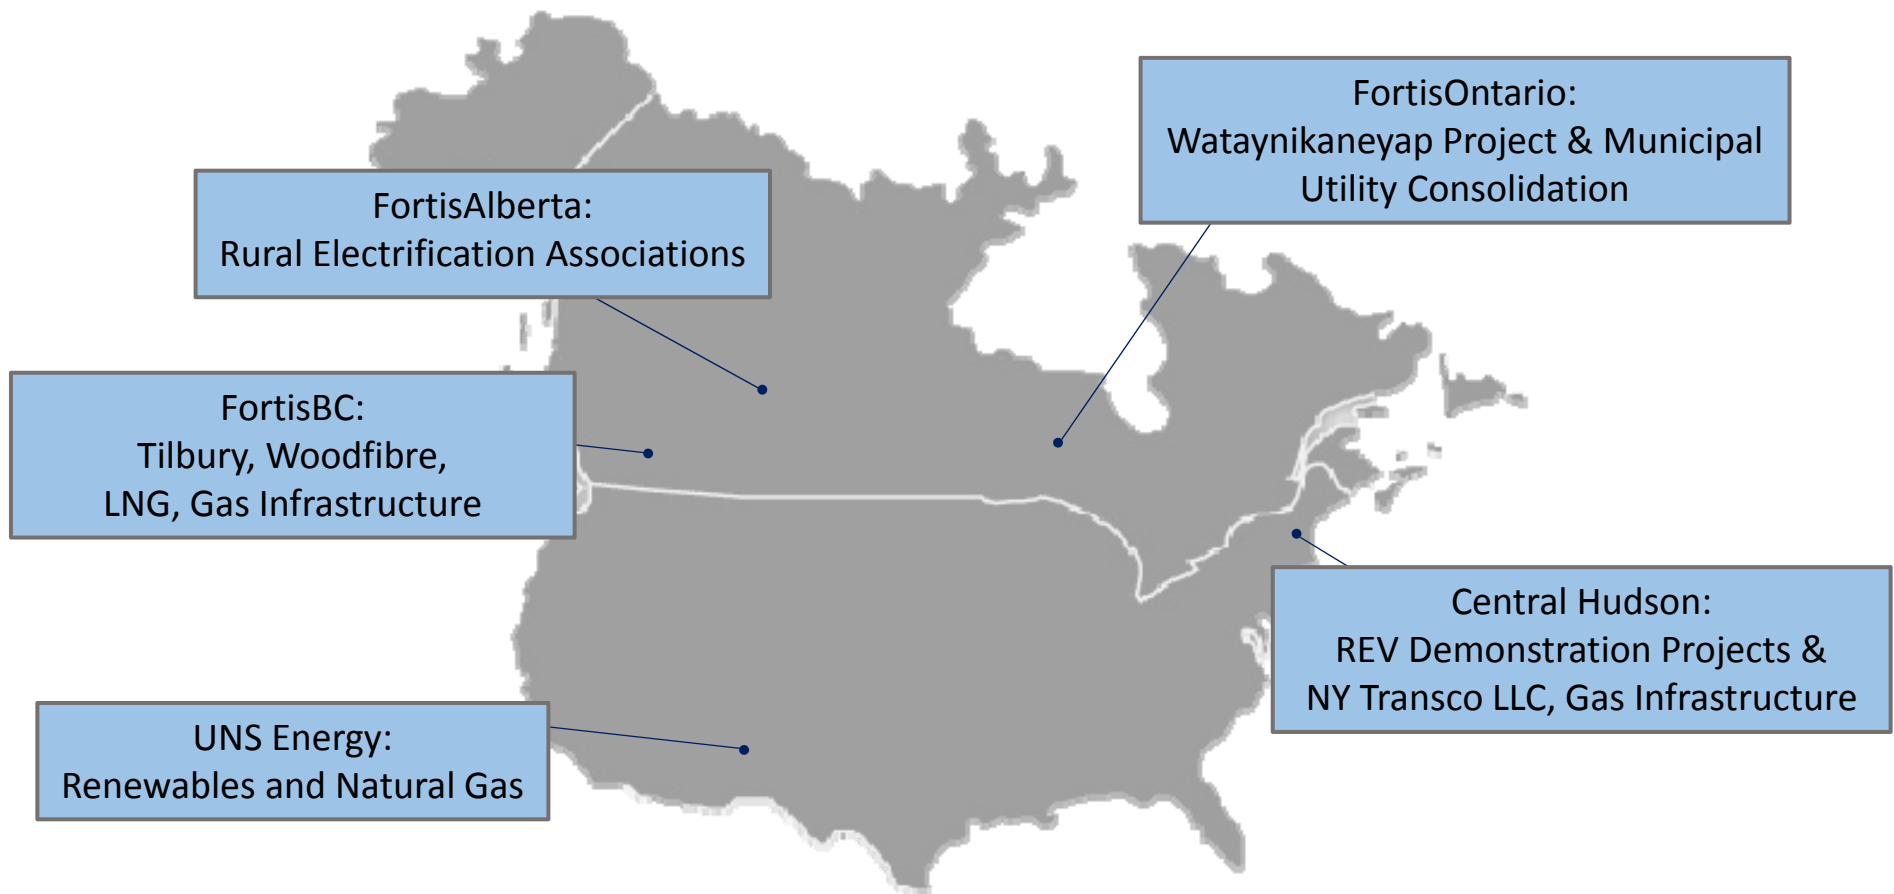 FortisOntario:
Wataynikaneyap Project & Municipal
Utility Consolidation
FortisAlberta:
Rural Electrification Associations
FortisBC:
Tilbury, Woodfibre,
LNG, Gas Infrastructure
Central Hudson:
REV Demonstration Projects &
NY Transco LLC, Gas Infrastructure
UNS Energy:
Renewables and Natural Gas